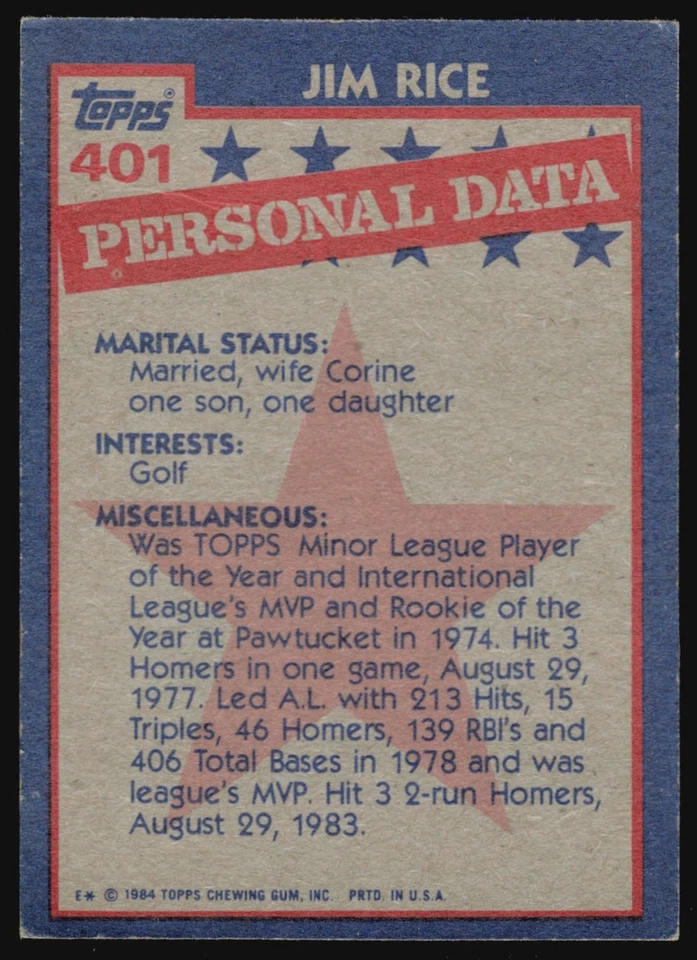 JIM RICE
Topps ®
401
PERSONAL DATA
MARITAL STATUS:
Married, wife Corine
one son, one daughter
INTERESTS:
Golf
MISCELLANEOUS:
Was TOPPS Minor League Player
of the Year and International
League's MVP and Rookie of the
Year at Pawtucket in 1974. Hit 3
Homers in one game, August 29,
1977. Led A.L. with 213 Hits, 15
Triples, 46 Homers, 139 RBI's and
406 Total Bases in 1978 and was
league's MVP. Hit 3 2-run Homers,
August 29, 1983.
E* © 1984 TOPPS CHEWING GUM, INC. PRTD. IN U.S.A.